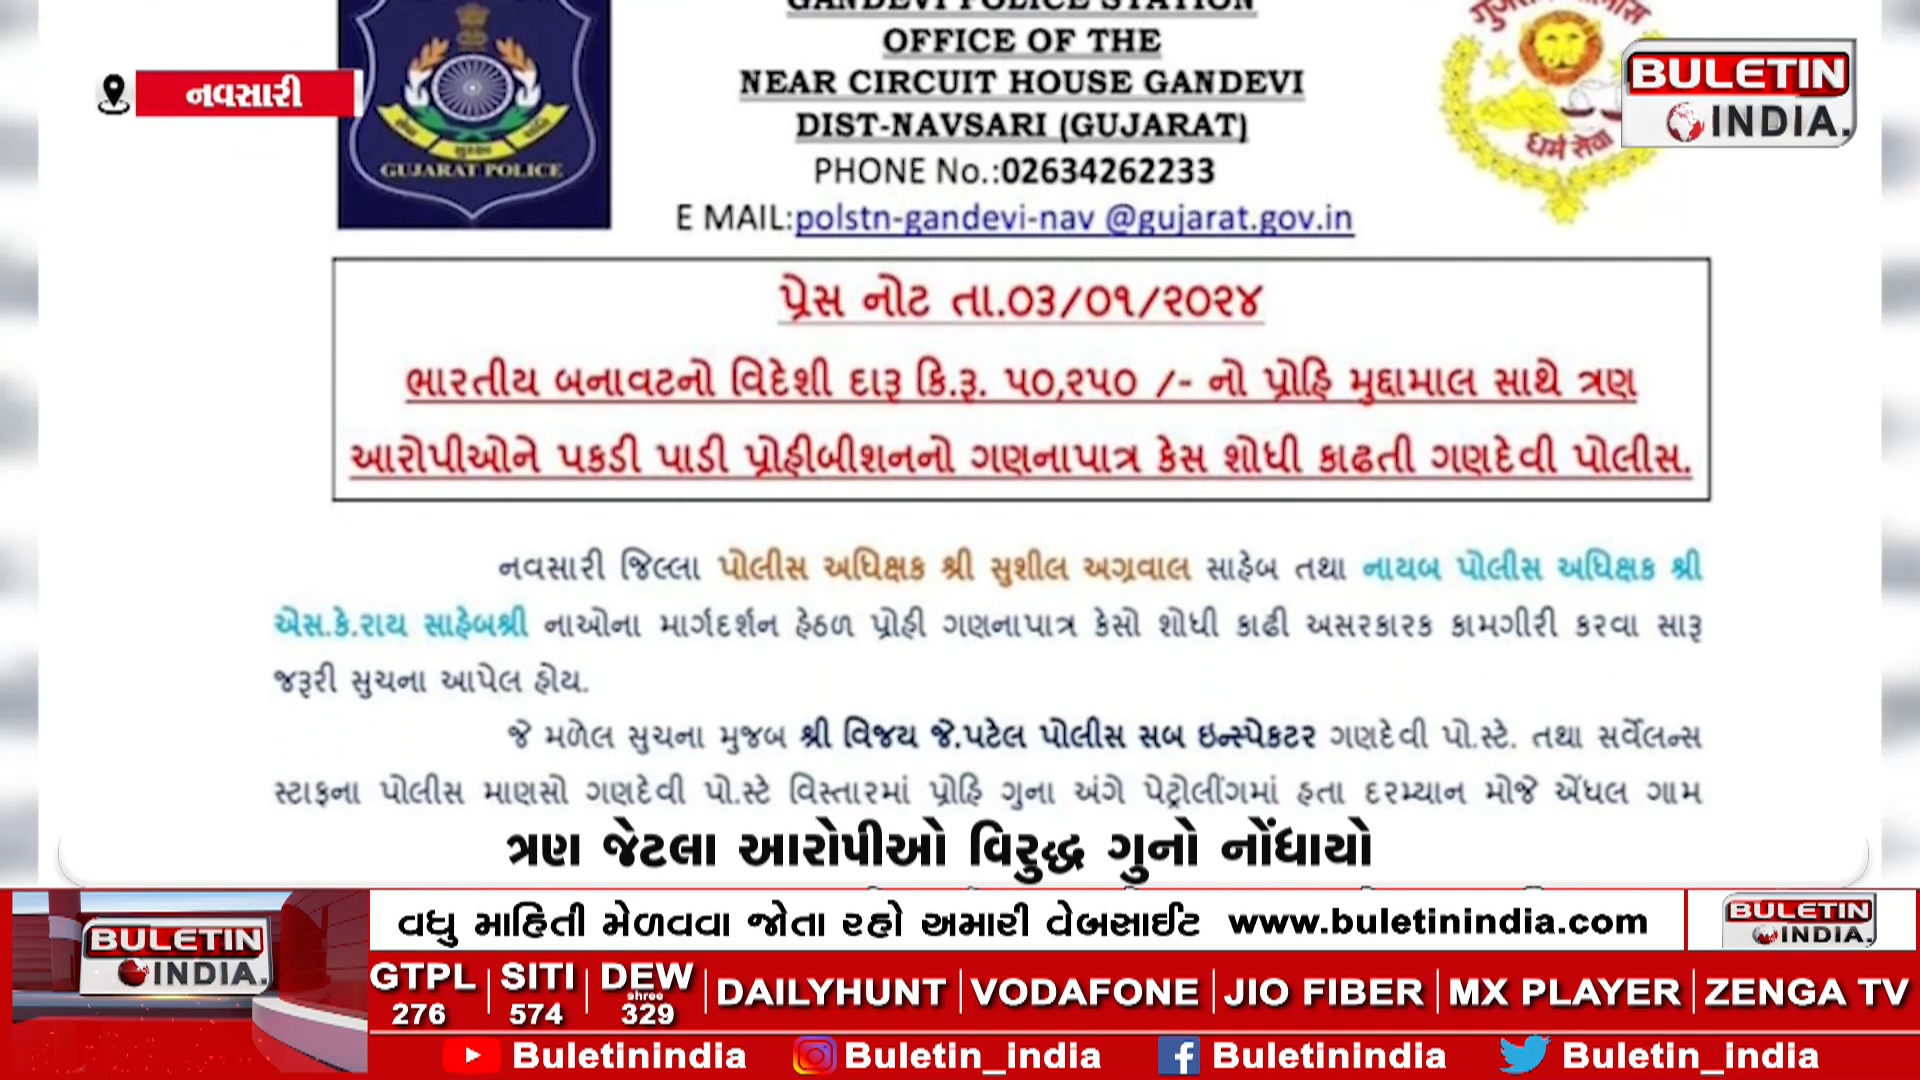 GANDEVI POLICE STATION
OFFICE OF THE
NEAR CIRCUIT HOUSE GANDEVI
DIST-NAVSARI (GUJARAT)
PHONE No.:02634262233
E MAIL:polstn-gandevi-nav @gujarat.gov.in
નવસારી
GUJARAT POLICE
BULETIN
INDIA.
પ્રેસ નોટ તા.૦૩/૦૧/૨૦૨૪
ભારતીય બનાવટનો વિદેશી દારૂ કિ.રૂ. ૫૦,૨૫૦ /- નો પ્રોહિ મુદ્દામાલ સાથે ત્રણ
આરોપીઓને પકડી પાડી પ્રોહીબીશનનો ગણનાપાત્ર કેસ શોધી કાઢતી ગણદેવી પોલીસ.
નવસારી જિલ્લા પોલીસ અધિક્ષક શ્રી સુશીલ અગ્રવાલ સાહેબ તથા નાયબ પોલીસ અધિક્ષક શ્રી
એસ.કે.રાય સાહેબશ્રી નાઓના માર્ગદર્શન હેઠળ પ્રોહી ગણનાપાત્ર કેસો શોધી કાઢી અસરકારક કામગીરી કરવા સારૂ
જરૂરી સુચના આપેલ હોય.
જે મળેલ સુચના મુજબ શ્રી વિજય જે.પટેલ પોલીસ સબ ઇન્સ્પેકટર ગણદેવી પો.સ્ટે. તથા સર્વેલન્સ
સ્ટાફના પોલીસ માણસો ગણદેવી પો.સ્ટે વિસ્તારમાં પ્રોહિ ગુના અંગે પેટ્રોલીંગમાં હતા દરમ્યાન મોજે એંધલ ગામ
ત્રણ જેટલા આરોપીઓ વિરુદ્ધ ગુનો નોંધાયો
વધુ માહિતી મેળવવા જોતા રહો અમારી વેબસાઈટ www.buletinindia.com
BULETIN
INDIA.
BULETIN
INDIA.
GTPL 276 | SITI 574 | DEW shree 329 | DAILYHUNT | VODAFONE | JIO FIBER | MX PLAYER | ZENGA TV
Buletinindia Buletin_india Buletinindia Buletin_india